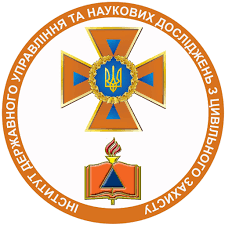 ІНСТИТУТ ДЕРЖАВНОГО УПРАВЛІННЯ ТА НАУКОВИХ ДОСЛІДЖЕНЬ З ЦИВІЛЬНОГО ЗАХИСТУ